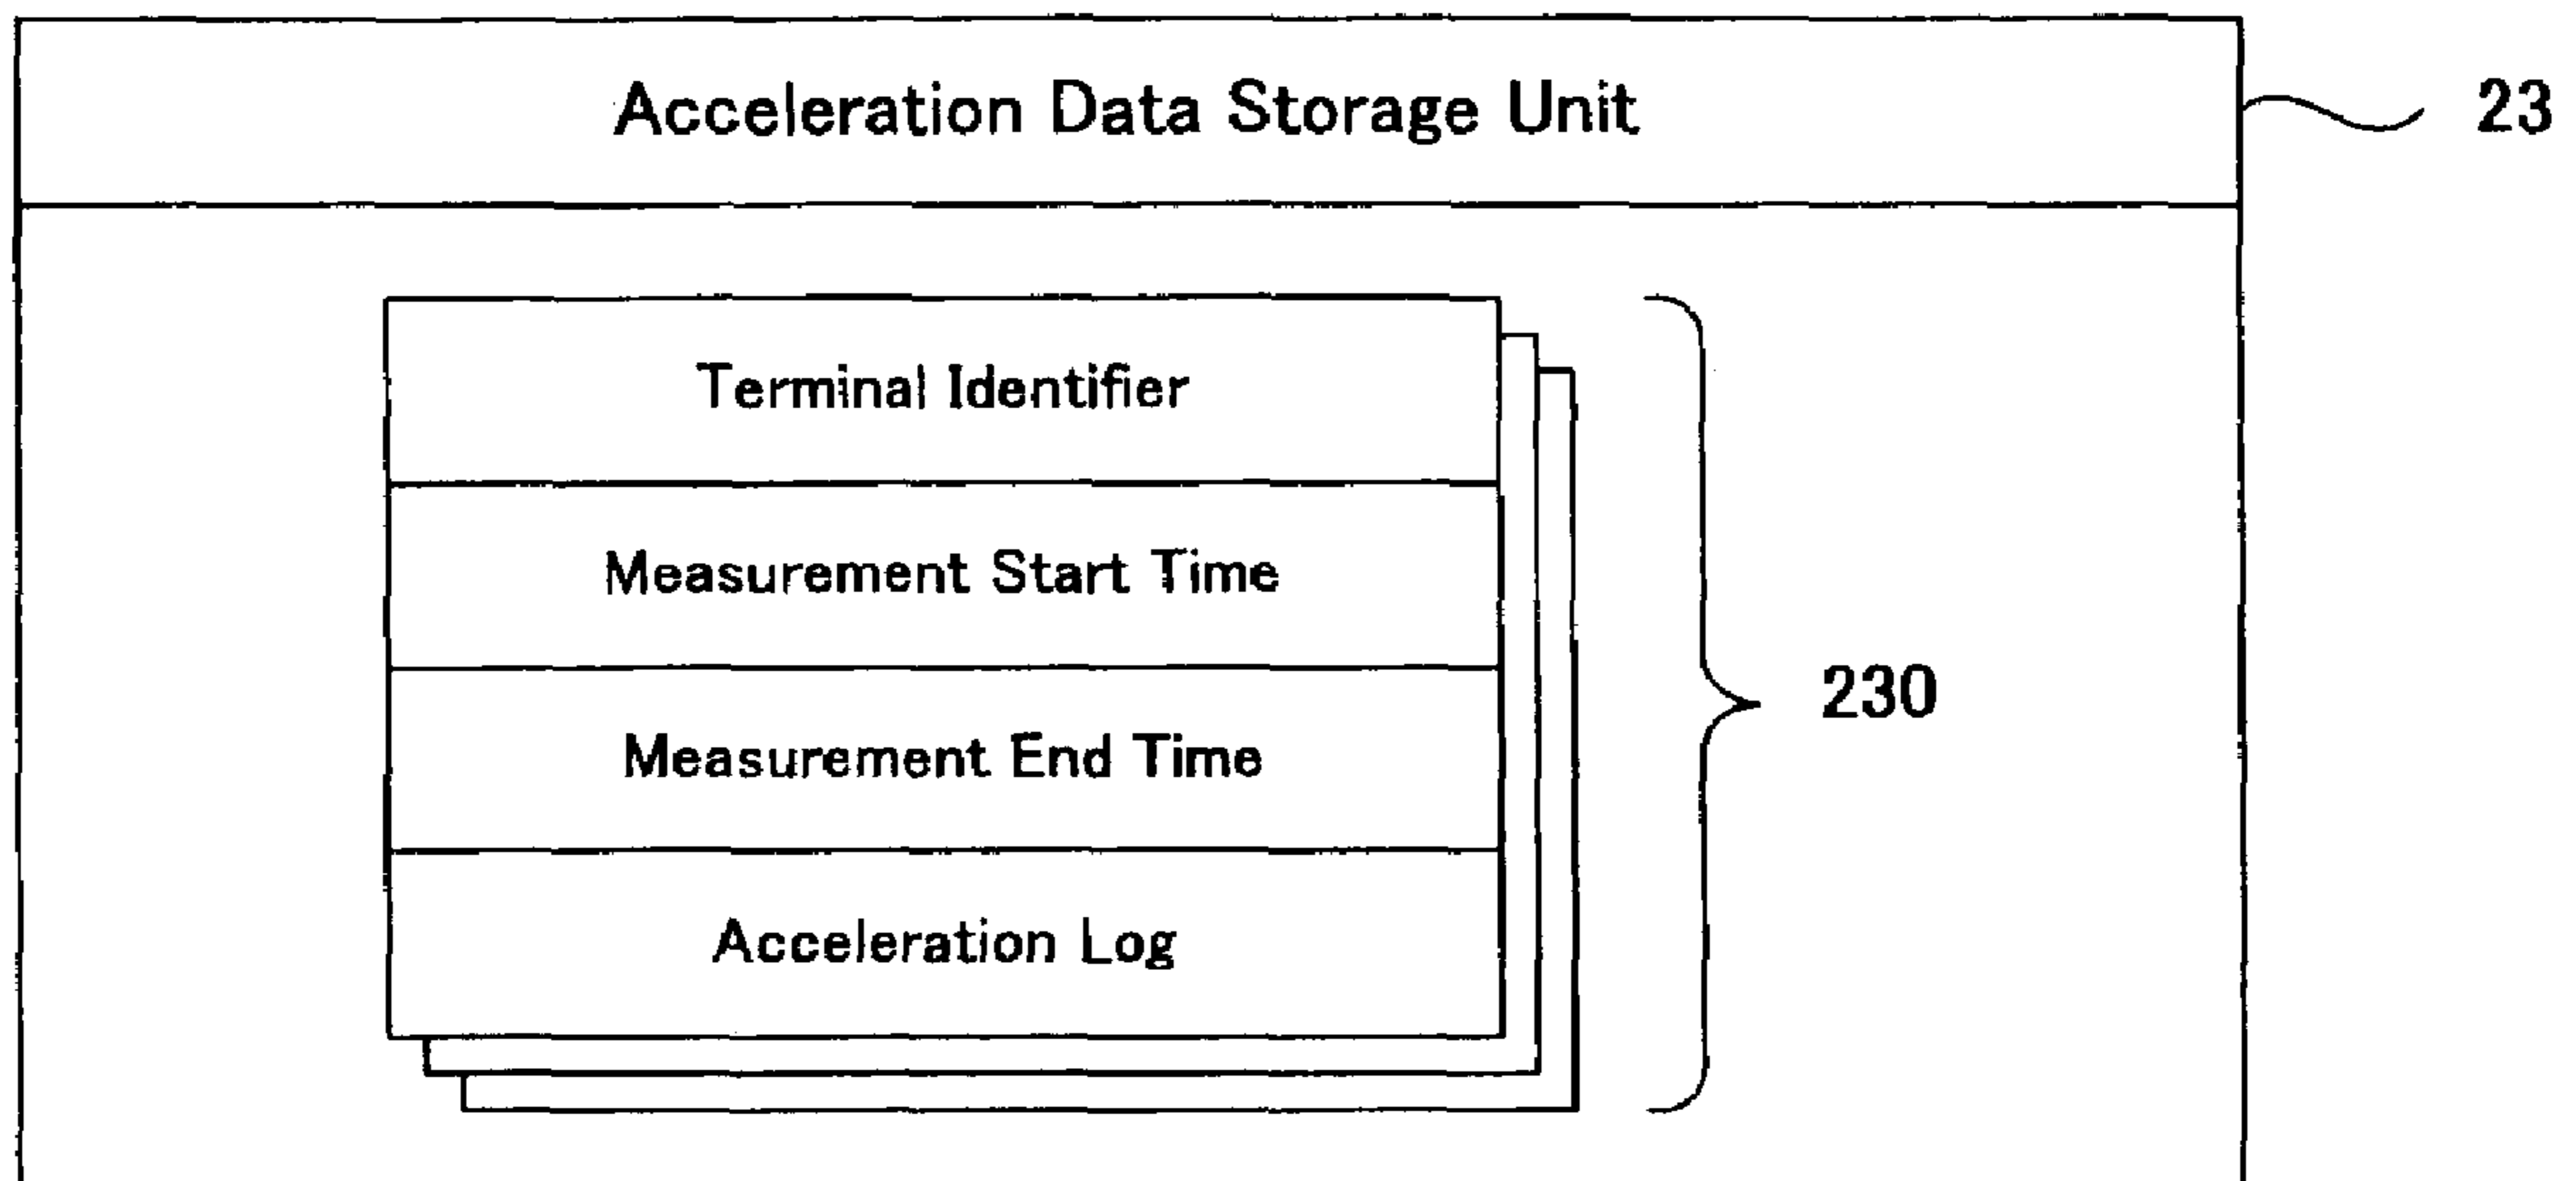 Acceleration Data Storage Unit
23
Terminal Identifier
Measurement Start Time
Measurement End Time
230
Acceleration Log